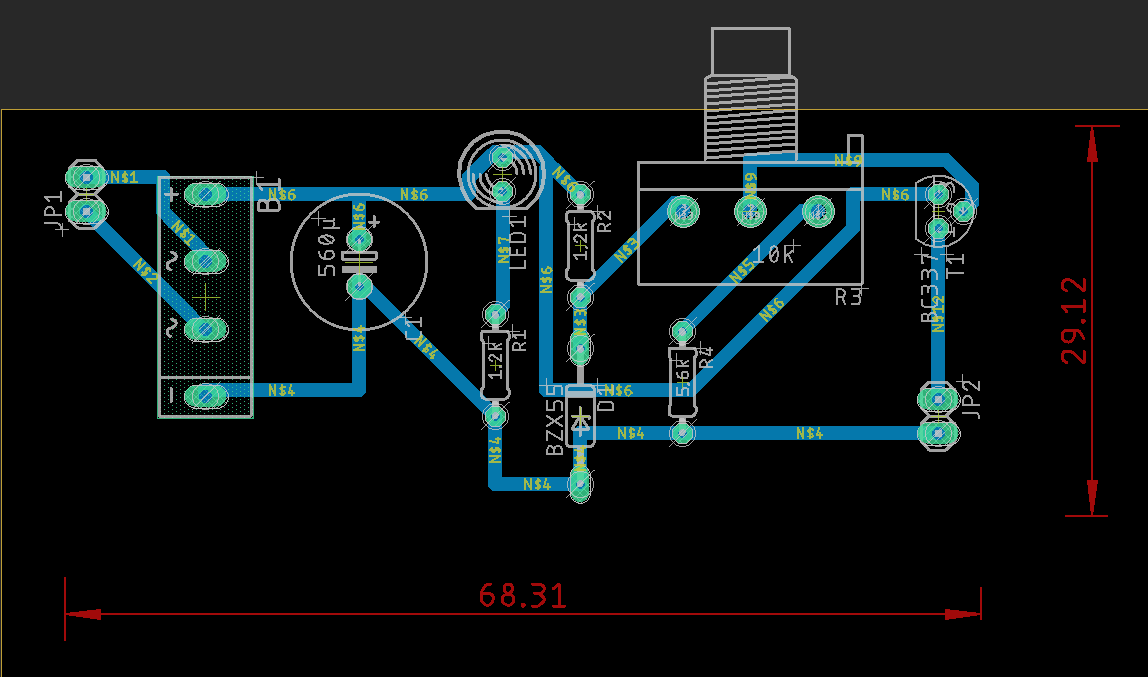 JP1
N$1
N$1
N$2
+
~
~
-
B1
N$6
N$6
N$6
560µ
+
C1
N$4
N$4
N$4
LED1
N$7
N$6
R2
1.2k
N$3
N$3
N$6
R1
1.2k
N$4
N$4
BZX55
D1
N$6
N$4
N$4
R4
5.6k
N$5
N$6
10K
R3
N$9
N$9
N$6
BC337
T1
N$12
JP2
29.12
68.31